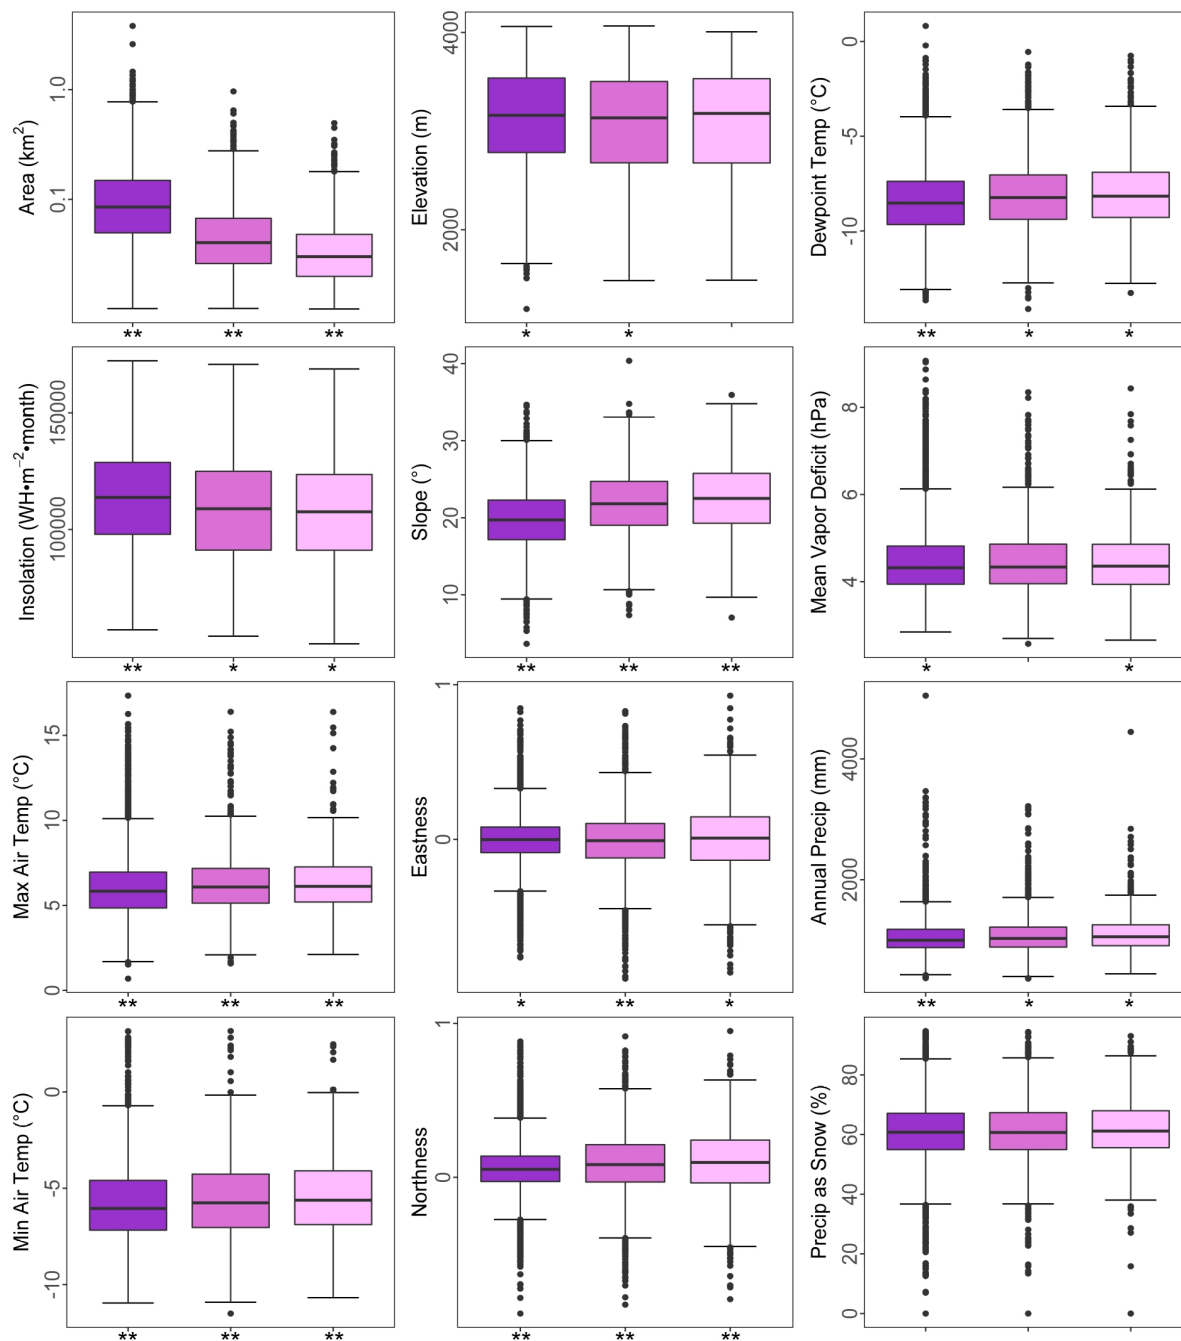 Area (km²)
1.0
0.1
** ** **
Elevation (m)
4000
2000
* *
Dewpoint Temp (°C)
0
-5
-10
** * *
Insolation (WH•m⁻²•month)
150000
100000
** * *
Slope (°)
40
30
20
10
** ** **
Mean Vapor Deficit (hPa)
8
6
4
* *
Max Air Temp (°C)
15
10
5
0
** ** **
Eastness
1
0
* ** *
Annual Precip (mm)
4000
2000
** * *
Min Air Temp (°C)
0
-5
-10
** ** **
Northness
1
0
** ** **
Precip as Snow (%)
80
60
40
20
0